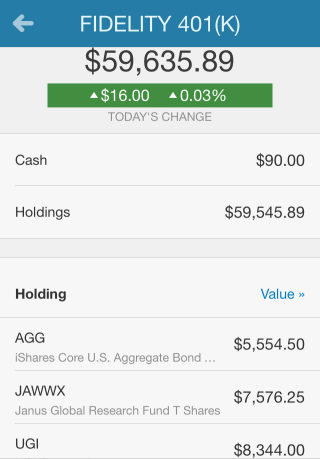 FIDELITY 401(K)
$59,635.89
▲$16.00 ▲0.03%
TODAY'S CHANGE
Cash $90.00
Holdings $59,545.89
Holding Value »
AGG $5,554.50
iShares Core U.S. Aggregate Bond ...
JAWWX $7,576.25
Janus Global Research Fund T Shares
UGI $8,344.00